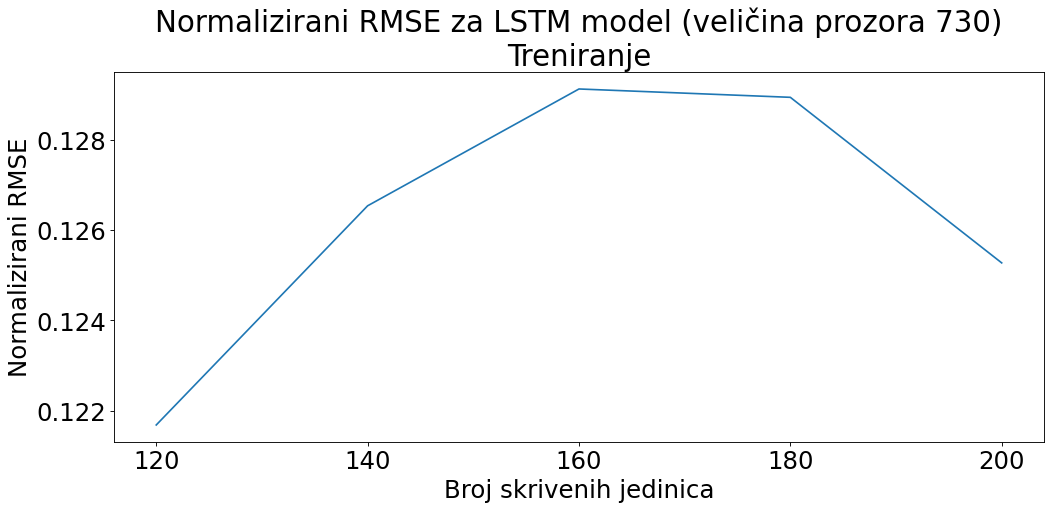 Normalizirani RMSE za LSTM model (veličina prozora 730)
Treniranje
Normalizirani RMSE
0.128
0.126
0.124
0.122
120 140 160 180 200
Broj skrivenih jedinica